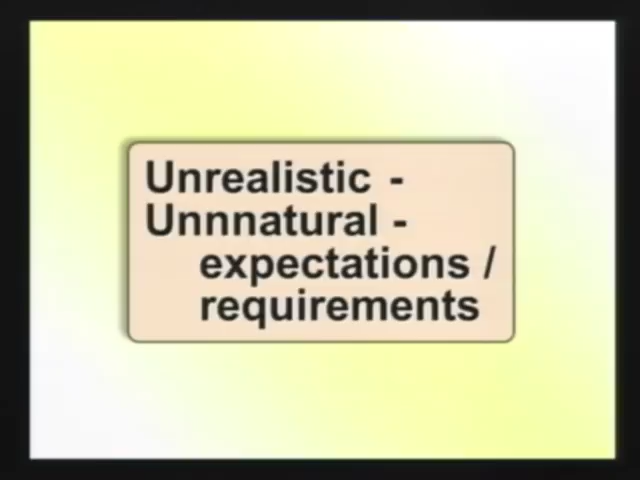 Unrealistic -
Unnnatural -
expectations /
requirements